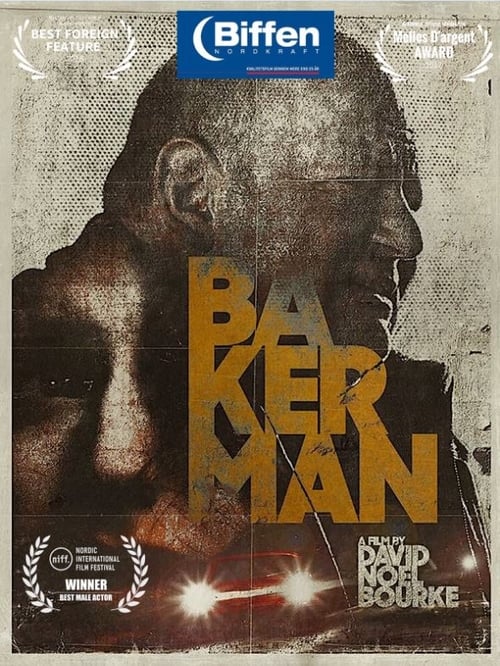 BEST FOREIGN
FEATURE
Biffen
NORDKRAFT
Melies D'argent
AWARD
BA
KER
MAN
A FILM BY
DAVID
NOEL
BOURKE
niff.
NORDIC
INTERNATIONAL
FILM FESTIVAL
WINNER
BEST MALE ACTOR